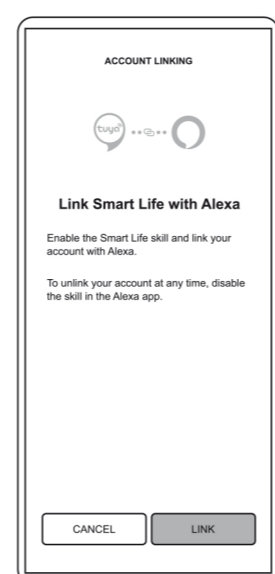 ACCOUNT LINKING
tuya
Link Smart Life with Alexa
Enable the Smart Life skill and link your
account with Alexa.
To unlink your account at any time, disable
the skill in the Alexa app.
CANCEL
LINK